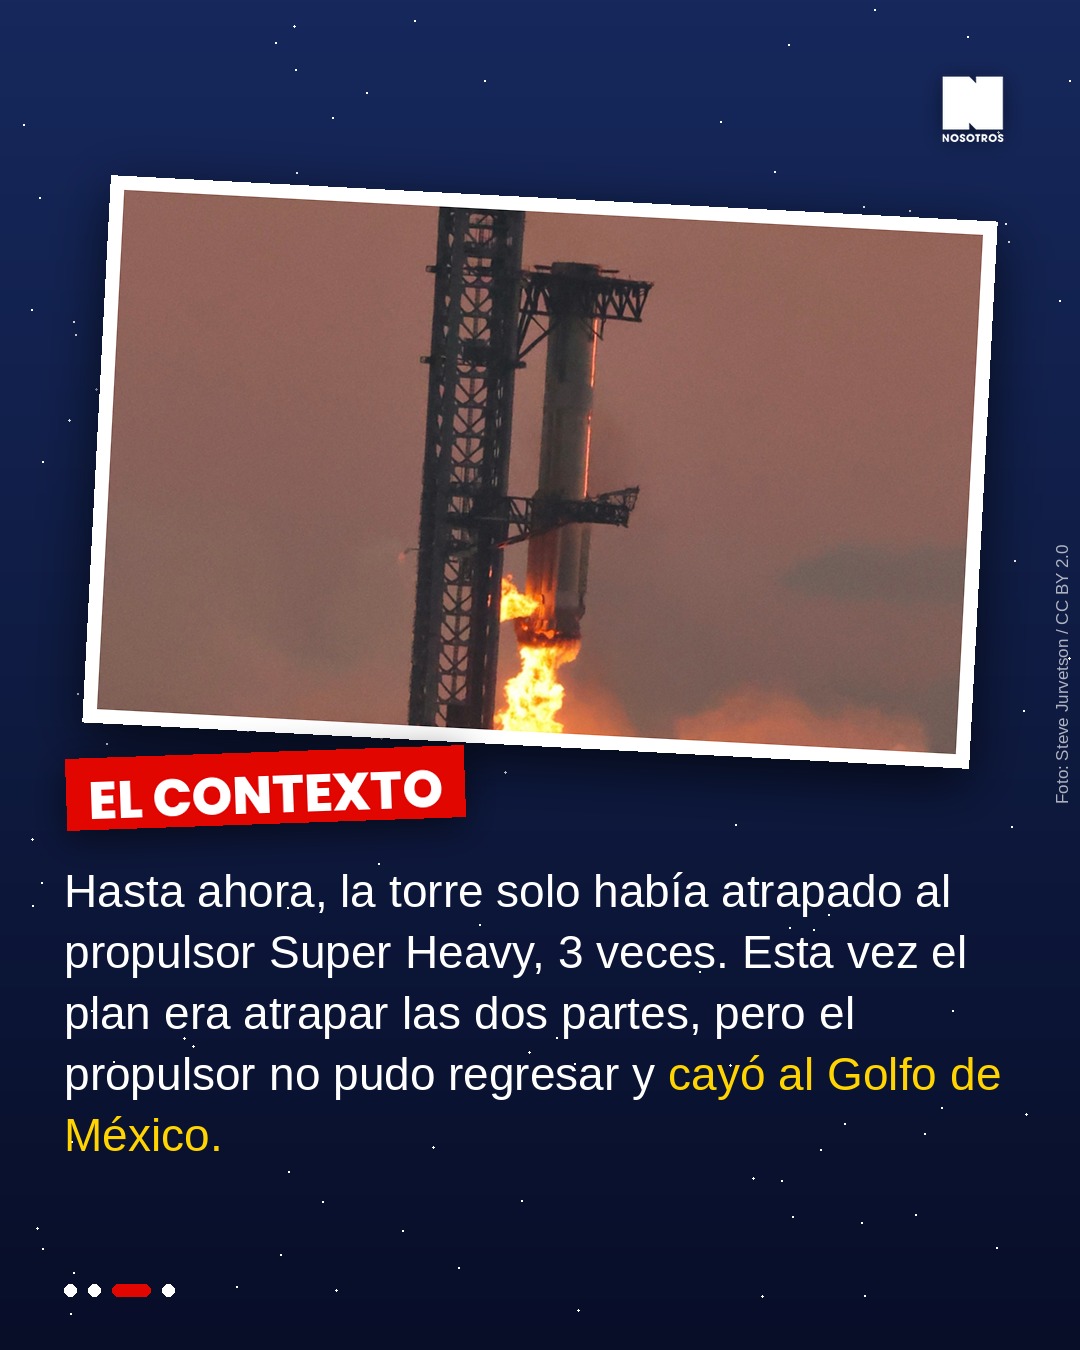 NOSOTROS
EL CONTEXTO
Hasta ahora, la torre solo había atrapado al
propulsor Super Heavy, 3 veces. Esta vez el
plan era atrapar las dos partes, pero el
propulsor no pudo regresar y cayó al Golfo de
México.
Foto: Steve Jurvetson / CC BY 2.0